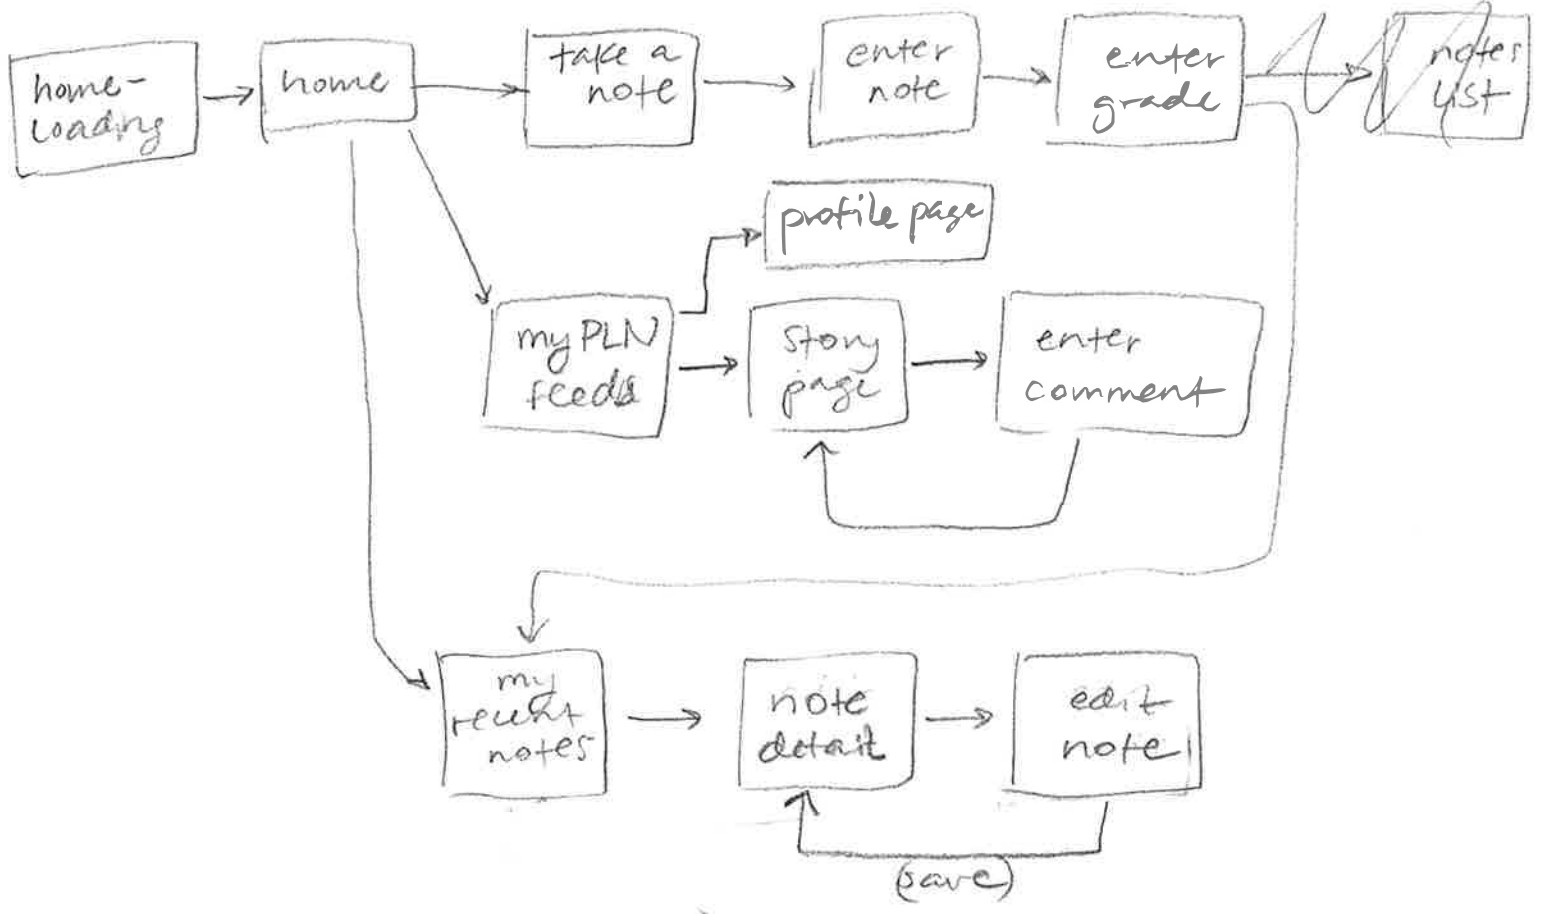 home-
loading
home
take a
note
enter
note
enter
grade
notes
list
profile page
my PLN
feeds
story
page
enter
comment
my
recent
notes
note
detail
edit
note
(save)